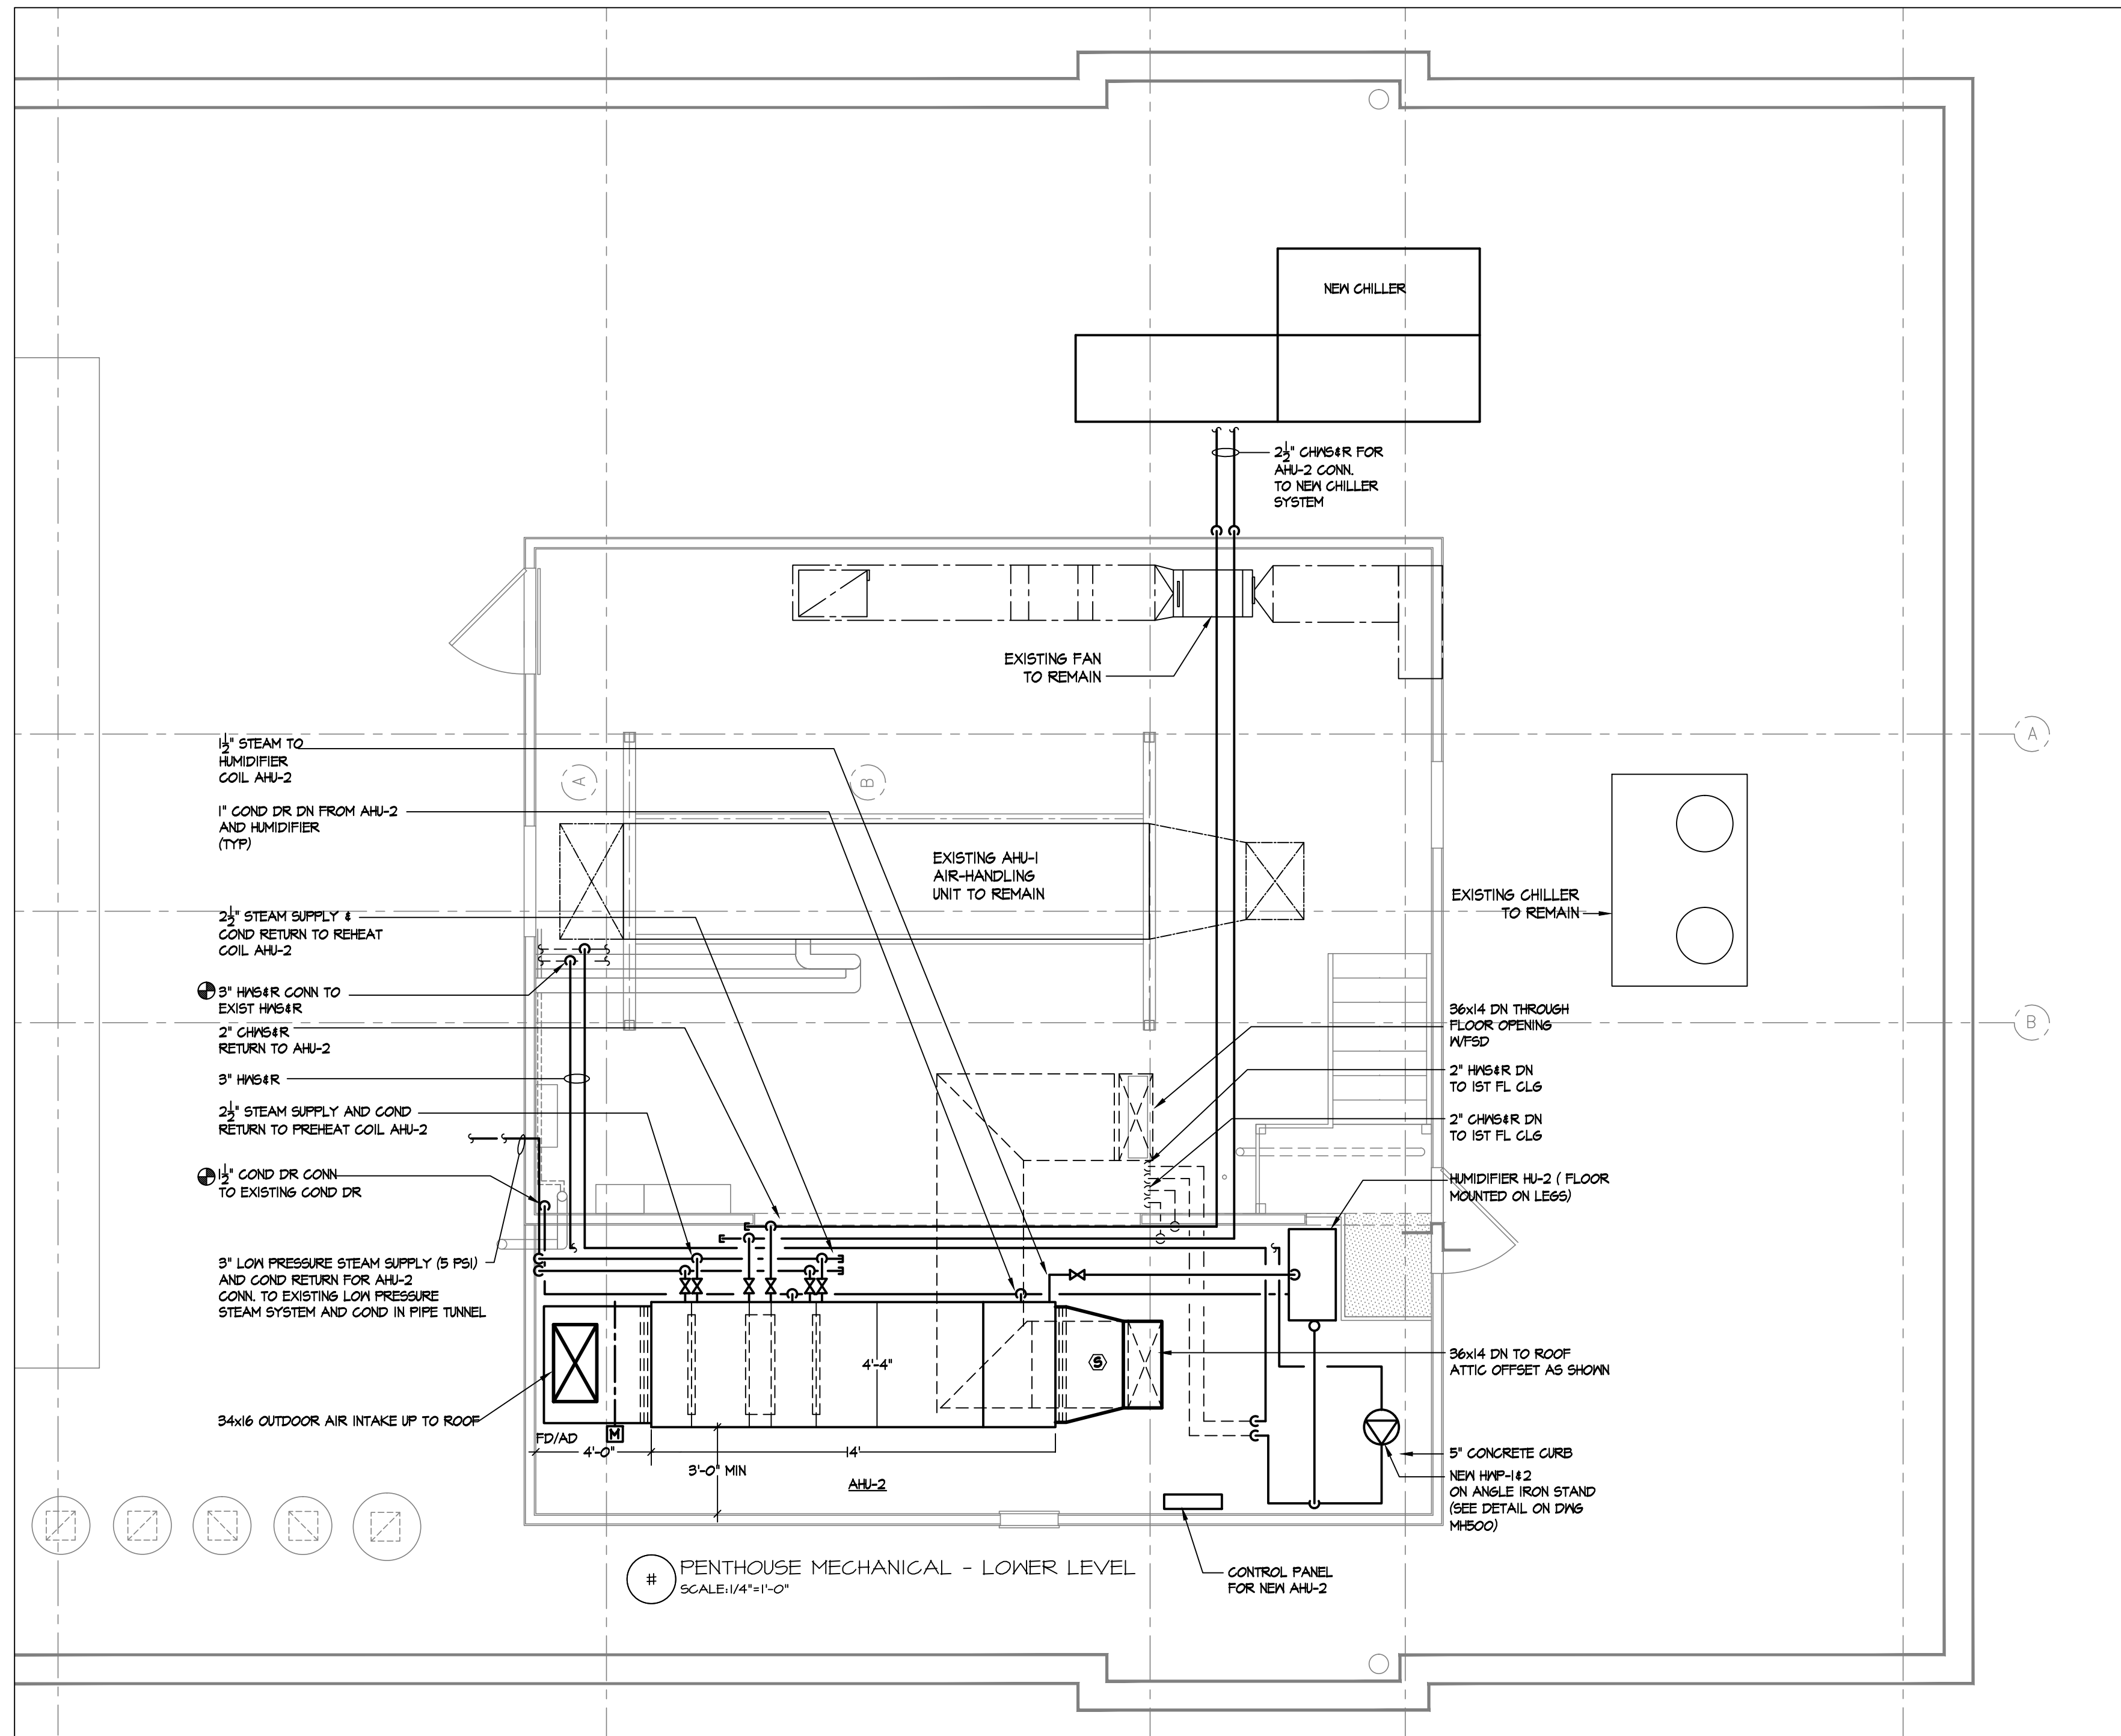 NEW CHILLER
2½" CHWS&R FOR
AHU-2 CONN.
TO NEW CHILLER
SYSTEM
EXISTING FAN
TO REMAIN
A
1½" STEAM TO
HUMIDIFIER
COIL AHU-2
A
B
1" COND DR DN FROM AHU-2
AND HUMIDIFIER
(TYP)
EXISTING AHU-1
AIR-HANDLING
UNIT TO REMAIN
EXISTING CHILLER
TO REMAIN
2½" STEAM SUPPLY &
COND RETURN TO REHEAT
COIL AHU-2
3" HWS&R CONN TO
EXIST HWS&R
2" CHWS&R
RETURN TO AHU-2
3" HWS&R
2½" STEAM SUPPLY AND COND
RETURN TO PREHEAT COIL AHU-2
1½" COND DR CONN
TO EXISTING COND DR
3" LOW PRESSURE STEAM SUPPLY (5 PSI)
AND COND RETURN FOR AHU-2
CONN. TO EXISTING LOW PRESSURE
STEAM SYSTEM AND COND IN PIPE TUNNEL
34x16 OUTDOOR AIR INTAKE UP TO ROOF
B
36x14 DN THROUGH
FLOOR OPENING
W/FSD
2" HWS&R DN
TO 1ST FL CLG
2" CHWS&R DN
TO 1ST FL CLG
HUMIDIFIER HU-2 ( FLOOR
MOUNTED ON LEGS)
36x14 DN TO ROOF
ATTIC OFFSET AS SHOWN
5" CONCRETE CURB
NEW HWP-1&2
ON ANGLE IRON STAND
(SEE DETAIL ON DWG
MH500)
4'-4"
S
M
FD/AD
4'-0"
14'
3'-0" MIN
AHU-2
CONTROL PANEL
FOR NEW AHU-2
#
PENTHOUSE MECHANICAL - LOWER LEVEL
SCALE:1/4"=1'-0"